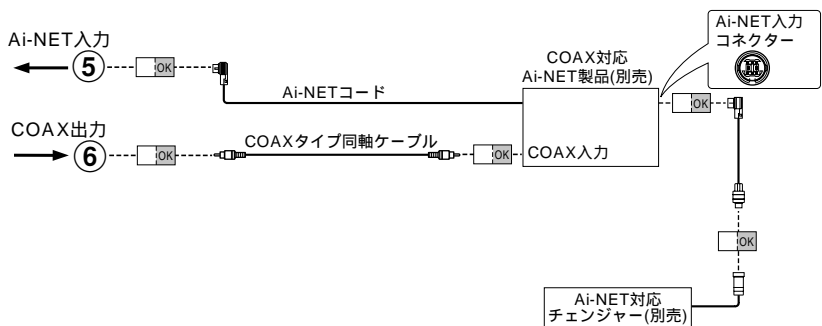 Ai-NET入力
コネクター
Ai-NET入力
5
OK
COAX対応
Ai-NET製品(別売)
Ai-NETコード
OK
COAX出力
6
OK
COAXタイプ同軸ケーブル
OK
COAX入力
OK
Ai-NET対応
チェンジャー(別売)